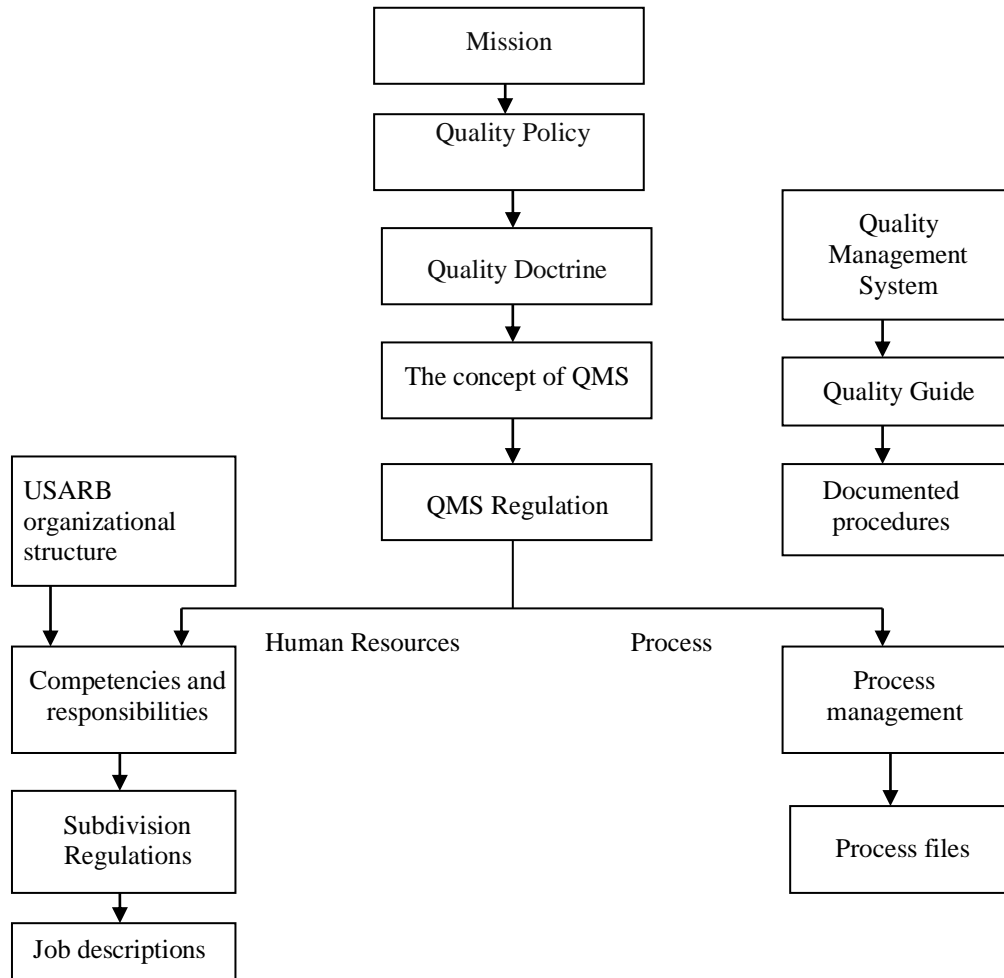 Mission
Quality Policy
Quality Doctrine
Quality
Management
System
The concept of QMS
Quality Guide
USARB
organizational
structure
QMS Regulation
Documented
procedures
Human Resources
Process
Competencies and
responsibilities
Process
management
Subdivision
Regulations
Process files
Job descriptions